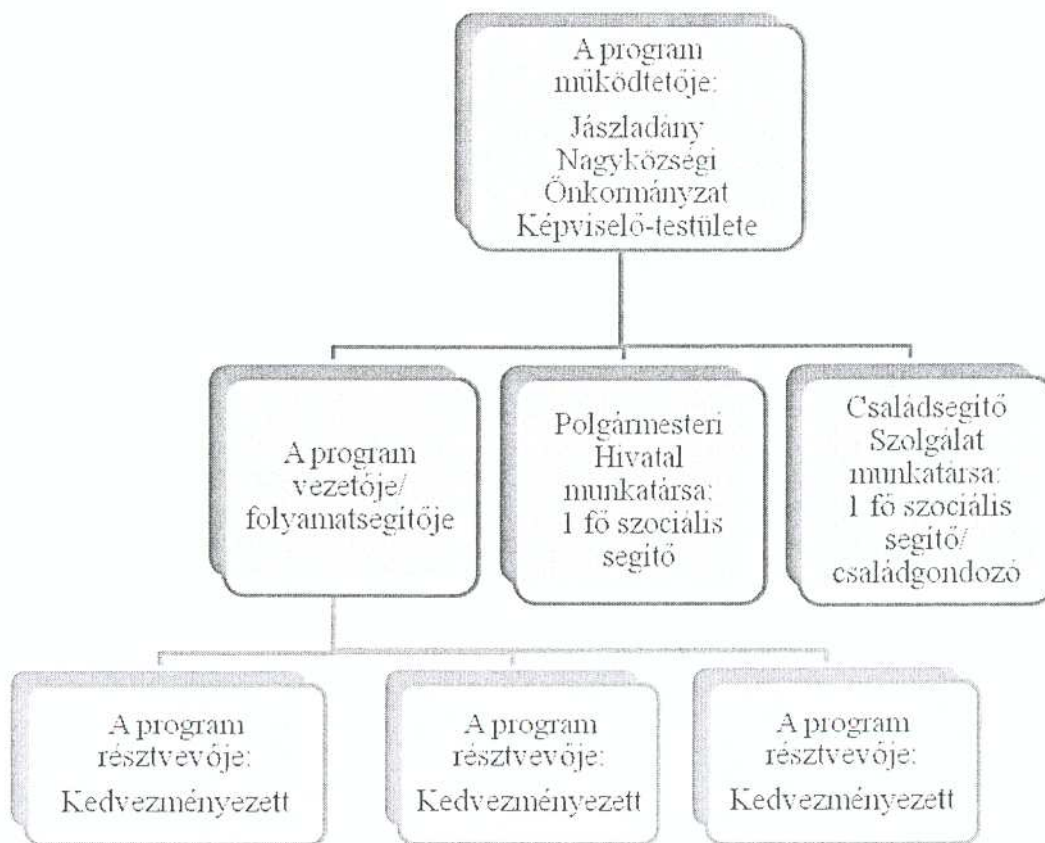 A program
működtetője:
Jászladány
Nagyközségi
Önkormányzat
Képviselő-testülete
A program
vezetője/
folyamatsegítője
Polgármesteri
Hivatal
munkatársa:
1 fő szociális
segítő
Családsegítő
Szolgálat
munkatársa:
1 fő szociális
segítő/
családgondozó
A program
résztvevője:
Kedvezményezett
A program
résztvevője:
Kedvezményezett
A program
résztvevője:
Kedvezményezett